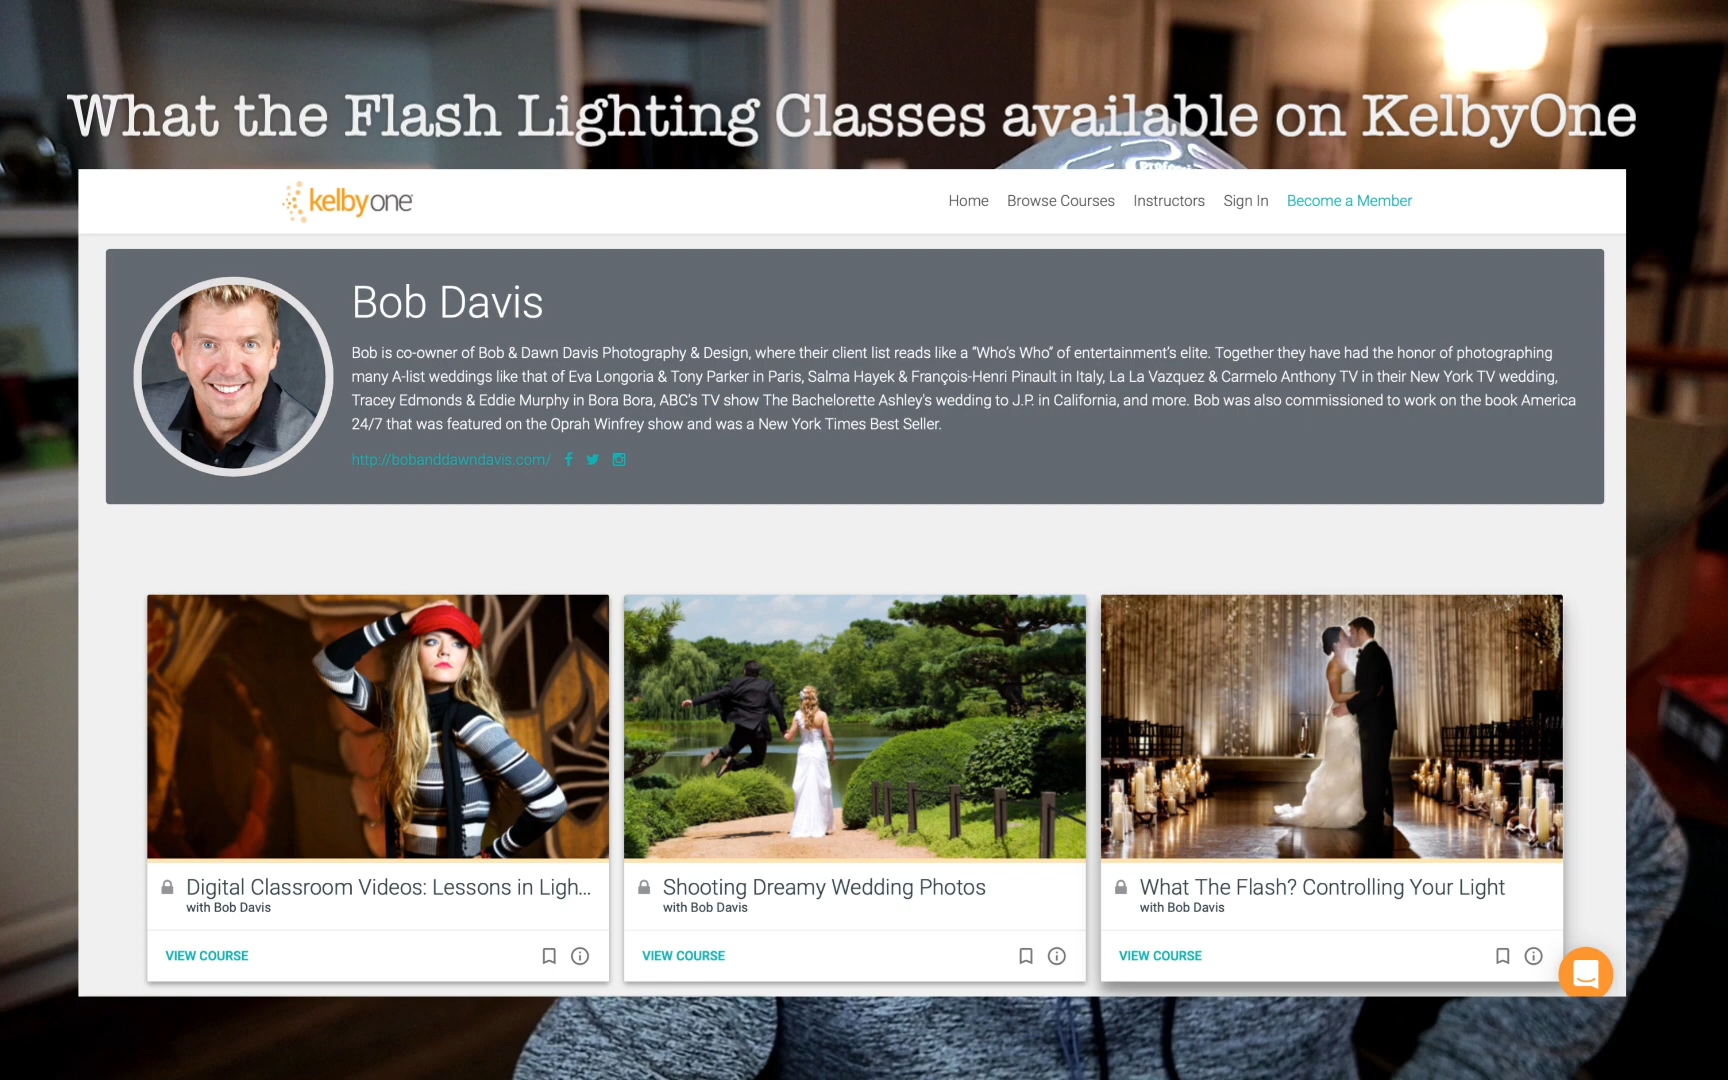 What the Flash Lighting Classes available on KelbyOne
Profess
kelbyone
Home Browse Courses Instructors Sign In Become a Member
Bob Davis
Bob is co-owner of Bob & Dawn Davis Photography & Design, where their client list reads like a “Who’s Who” of entertainment’s elite. Together they have had the honor of photographing
many A-list weddings like that of Eva Longoria & Tony Parker in Paris, Salma Hayek & François-Henri Pinault in Italy, La La Vazquez & Carmelo Anthony TV in their New York TV wedding,
Tracey Edmonds & Eddie Murphy in Bora Bora, ABC’s TV show The Bachelorette Ashley's wedding to J.P. in California, and more. Bob was also commissioned to work on the book America
24/7 that was featured on the Oprah Winfrey show and was a New York Times Best Seller.
http://bobanddawndavis.com/
Digital Classroom Videos: Lessons in Ligh...
with Bob Davis
VIEW COURSE
Shooting Dreamy Wedding Photos
with Bob Davis
VIEW COURSE
What The Flash? Controlling Your Light
with Bob Davis
VIEW COURSE